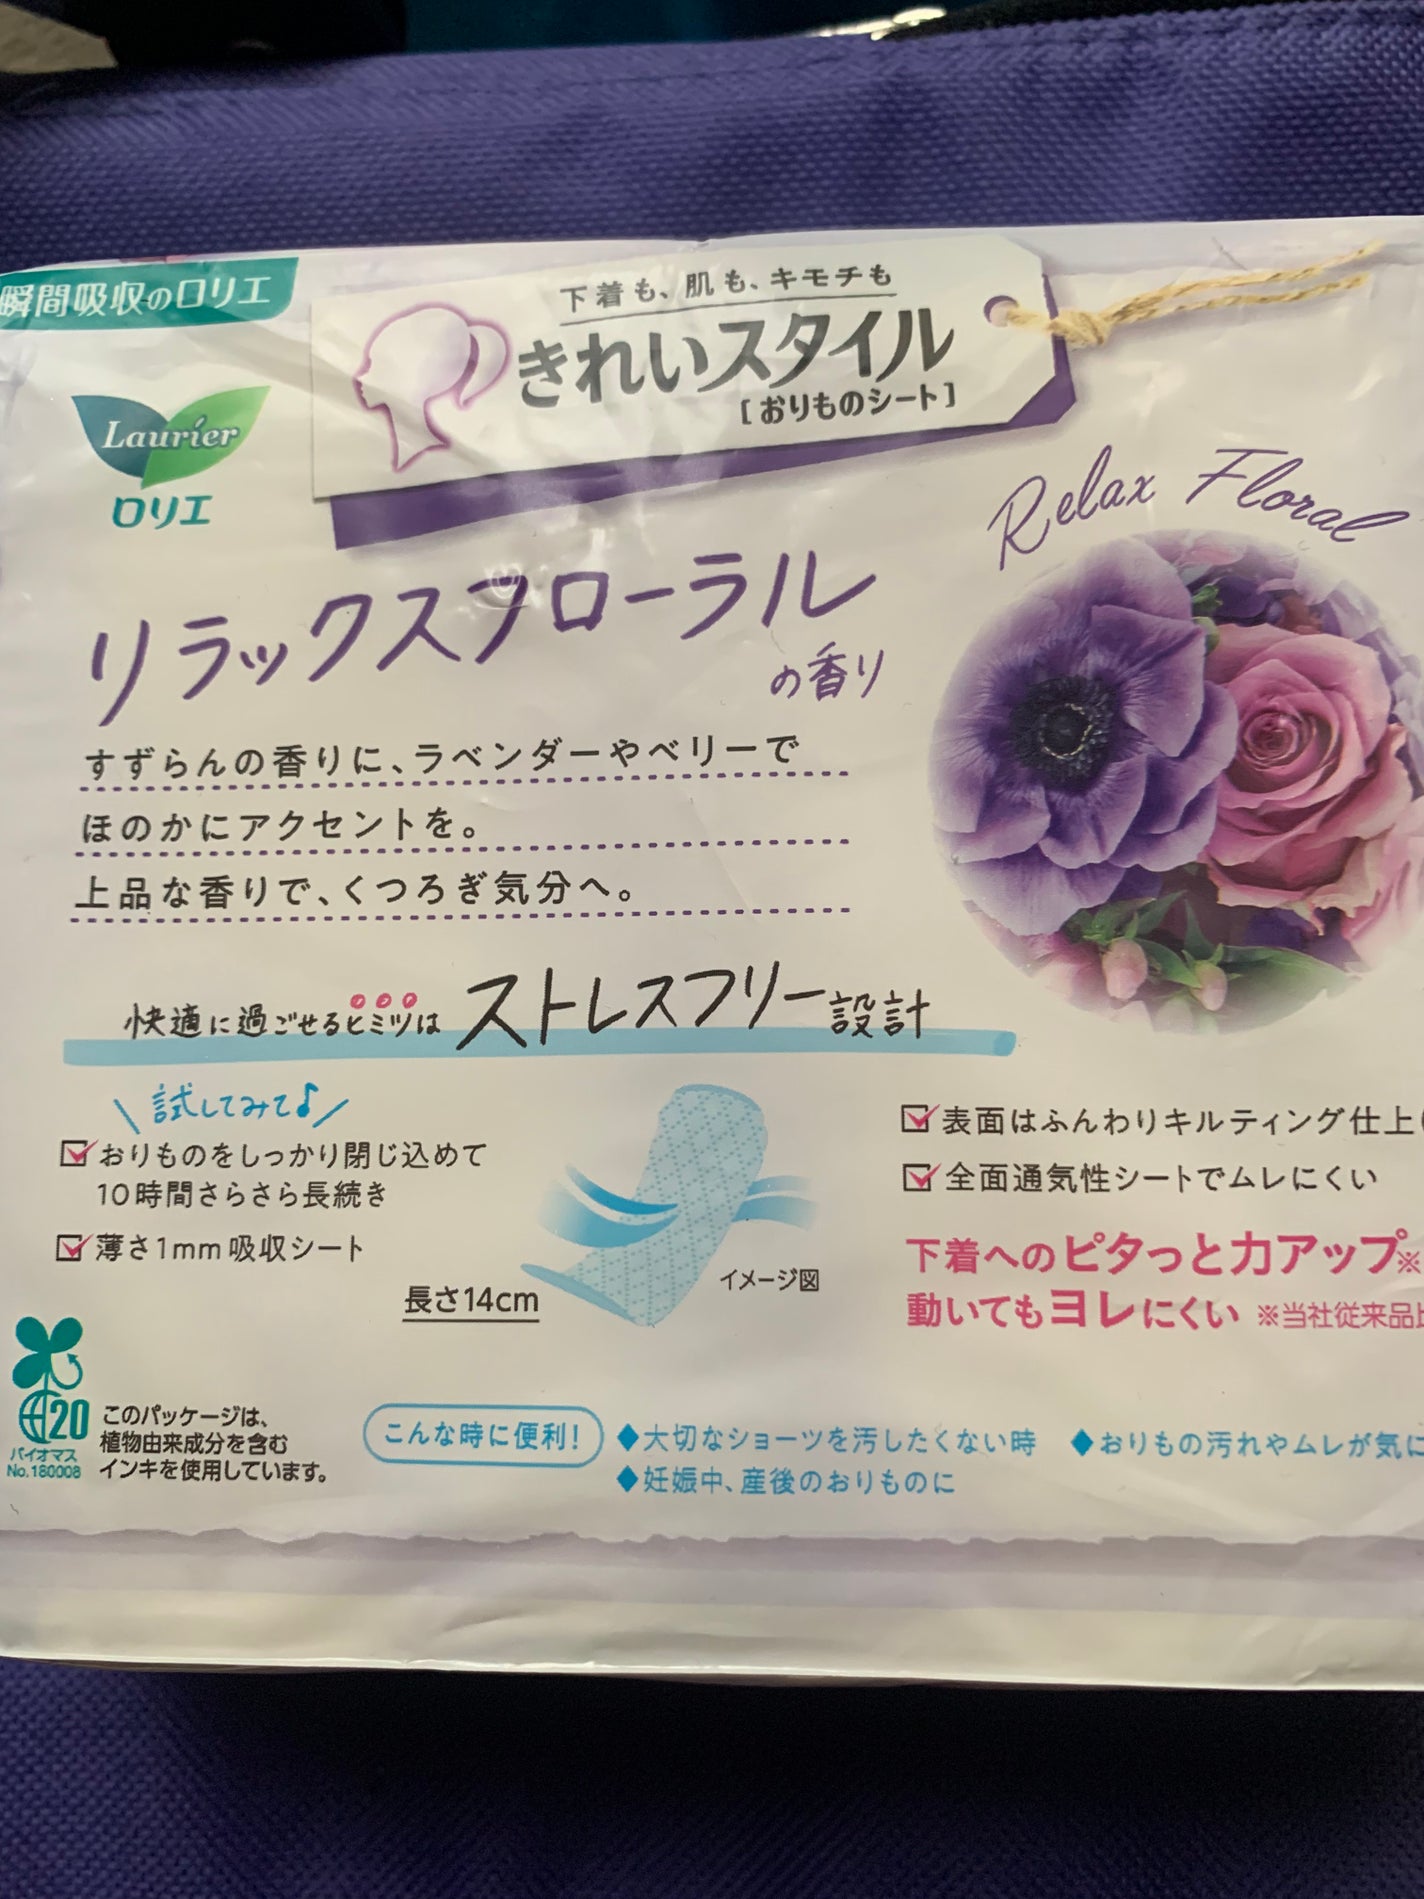 瞬間吸収のロリエ
下着も、肌も、キモチも
きれいスタイル
[おりものシート]
Laurier
ロリエ
Relax Floral
リラックスフローラル
の香り
すずらんの香りに、ラベンダーやベリーで
ほのかにアクセントを。
上品な香りで、くつろぎ気分へ。
快適に過ごせるヒミツは ストレスフリー設計
試してみて♪
おりものをしっかり閉じ込めて
10時間さらさら長続き
薄さ1mm吸収シート
長さ14cm
イメージ図
表面はふんわりキルティング仕上
全面通気性シートでムレにくい
下着へのピタっと力アップ※
動いてもヨレにくい ※当社従来品
20
バイオマス
No.180008
このパッケージは、
植物由来成分を含む
インキを使用しています。
こんな時に便利!
◆大切なショーツを汚したくない時 ◆おりもの汚れやムレが気に
◆妊娠中、産後のおりものに